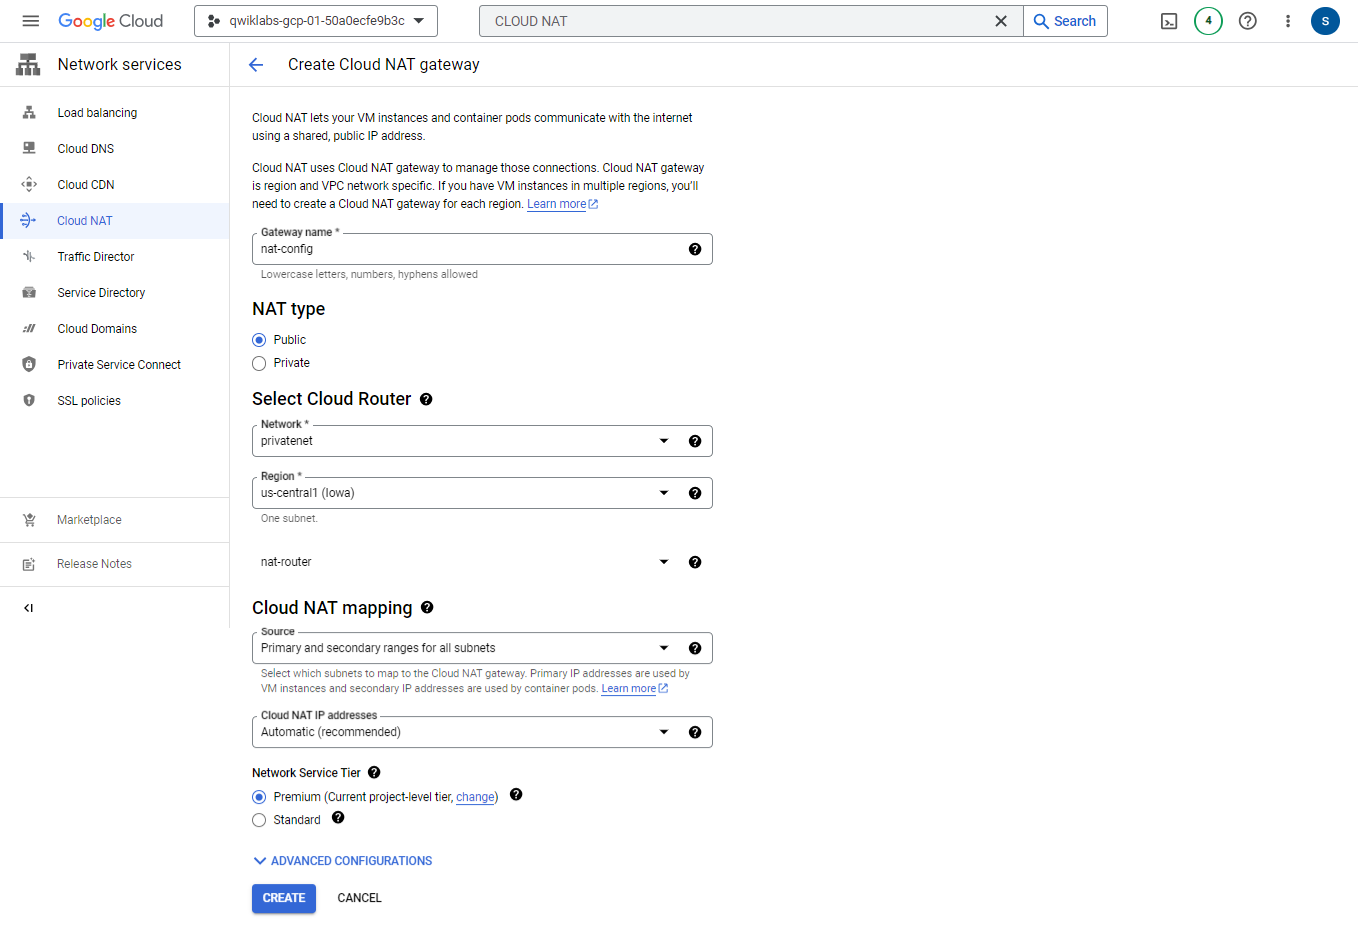 Google Cloud
qwiklabs-gcp-01-50a0ecfe9b3c
CLOUD NAT
Search
4
S
Network services
Create Cloud NAT gateway
Load balancing
Cloud DNS
Cloud CDN
Cloud NAT
Traffic Director
Service Directory
Cloud Domains
Private Service Connect
SSL policies
Marketplace
Release Notes
Cloud NAT lets your VM instances and container pods communicate with the internet
using a shared, public IP address.
Cloud NAT uses Cloud NAT gateway to manage those connections. Cloud NAT gateway
is region and VPC network specific. If you have VM instances in multiple regions, you'll
need to create a Cloud NAT gateway for each region. Learn more
Gateway name *
nat-config
Lowercase letters, numbers, hyphens allowed
NAT type
Public
Private
Select Cloud Router
Network *
privatenet
Region *
us-central1 (Iowa)
One subnet.
nat-router
Cloud NAT mapping
Source
Primary and secondary ranges for all subnets
Select which subnets to map to the Cloud NAT gateway. Primary IP addresses are used by
VM instances and secondary IP addresses are used by container pods. Learn more
Cloud NAT IP addresses
Automatic (recommended)
Network Service Tier
Premium (Current project-level tier, change)
Standard
ADVANCED CONFIGURATIONS
CREATE
CANCEL